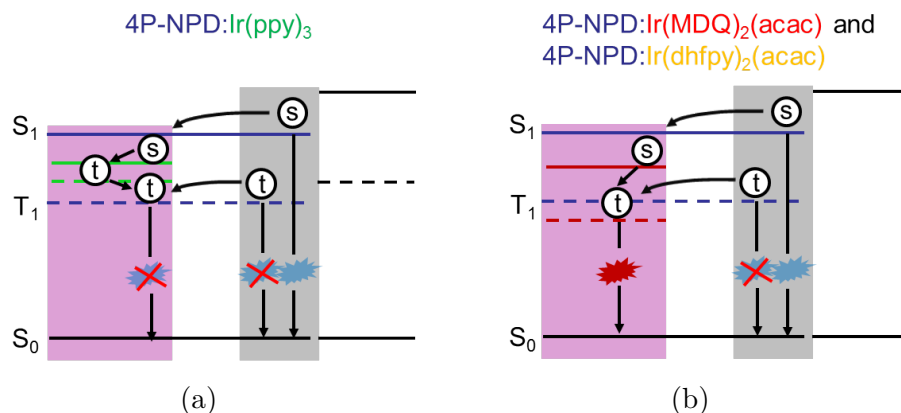 4P-NPD:Ir(ppy)₃
S₁
s
s
t
t
t
T₁
S₀
(a)
4P-NPD:Ir(MDQ)₂(acac) and
4P-NPD:Ir(dhfpy)₂(acac)
S₁
s
s
t
t
T₁
S₀
(b)